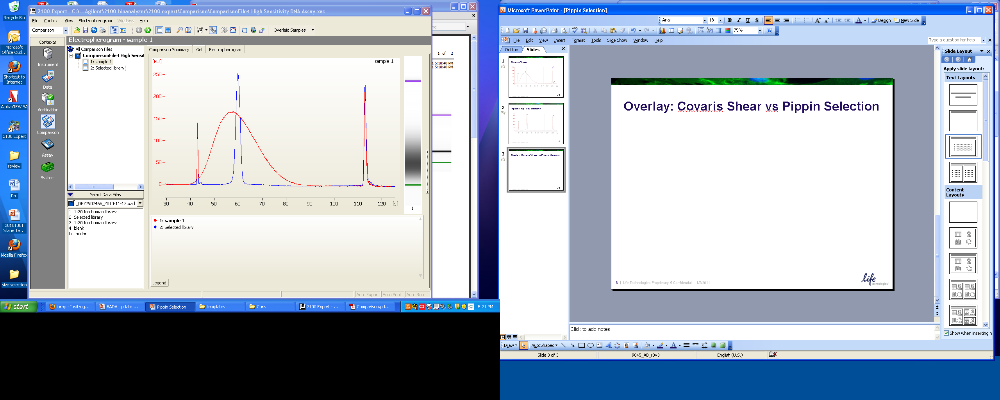 Recycle Bin
Microsoft
Office Outl...
Shortcut to
Internet
AlphaVIEW SA
2100 Expert
review
Pre
20101001
Silane Te...
Mozilla Firefox
size selection
2100 Expert - C:\...Agilent\2100 bioanalyzer\2100 expert\Comparison\ComparisonFile4 High Sensitivity DNA Assay.xac
File Context View Electropherogram Windows Help
Comparison
Overlaid Samples
Contexts
Instrument
Data
Verification
Comparison
Assay
System
Electropherogram - sample 1
All Comparison Files
ComparisonFile4 High Sensi
1: sample 1
2: Selected library
Select Data Files
_DE72902465_2010-11-17.xad
1: 1:20 Ion human library
2: Selected library
3: 1:20 Ion human library
4: blank
L: Ladder
Comparison Summary Gel Electropherogram
[FU]
sample 1
250
200
150
100
50
0
30 40 50 60 70 80 90 100 110 120 [s]
1
1: sample 1
2: Selected library
Legend
Auto Export Auto Print Auto Run
1 of 2
1 5:18:40 PM
1 5:18:40 PM
start
iprep - Invitrog...
BADA Update ...
Pippin Selection
templates
Chris
2100 Expert - ...
Comparison.pd...
5:21 PM
Microsoft PowerPoint - [Pippin Selection]
Arial 18 B I U S Design New Slide
75%
File Edit View Insert Format Tools Slide Show Window Help
Type a question for help
Outline Slides
1
Covaris Shear
2
Pippin Prep Size Selection
3
Overlay: Covaris Shear vs Pippin Selection
Overlay: Covaris Shear vs Pippin Selection
3 | Life Technologies Proprietary & Confidential | 1/6/2011
life
technologies
Slide Layout
Apply slide layout:
Text Layouts
Content
Layouts
Show when inserting n
Click to add notes
Draw AutoShapes
Slide 3 of 3
9045_AB_r3v3
English (U.S.)